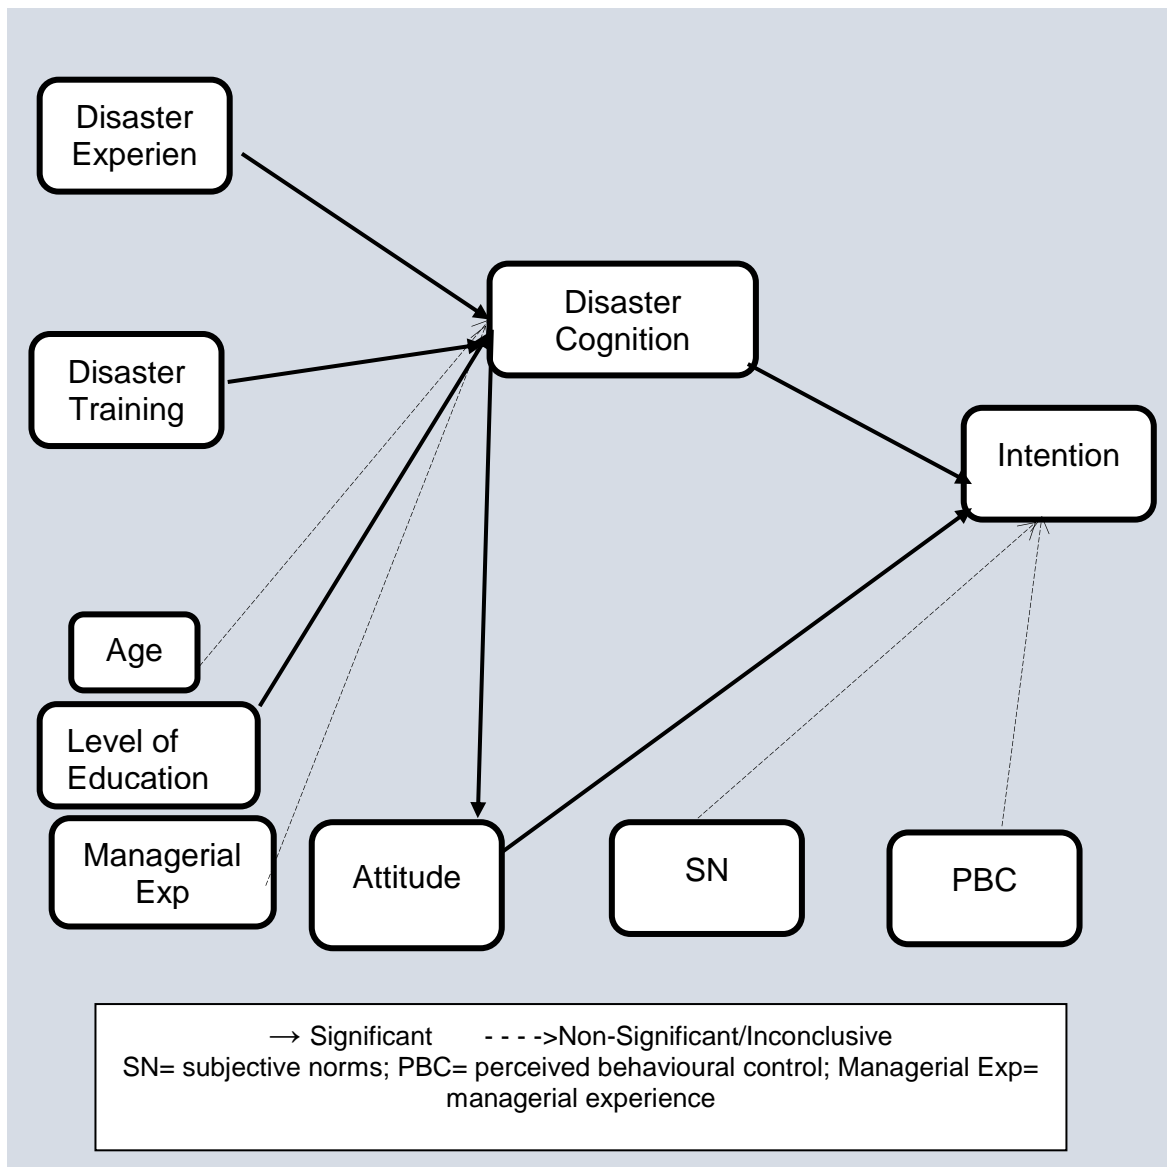 Disaster
Experien
Disaster
Cognition
Disaster
Training
Intention
Age
Level of
Education
Managerial
Exp
Attitude
SN
PBC
→ Significant - - - ->Non-Significant/Inconclusive
SN= subjective norms; PBC= perceived behavioural control; Managerial Exp=
managerial experience